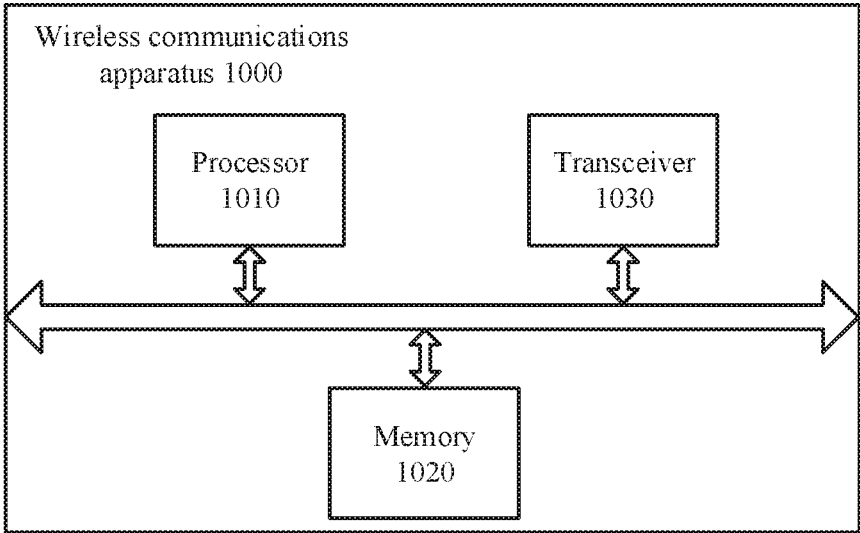 Wireless communications
apparatus 1000
Processor
1010
Transceiver
1030
Memory
1020